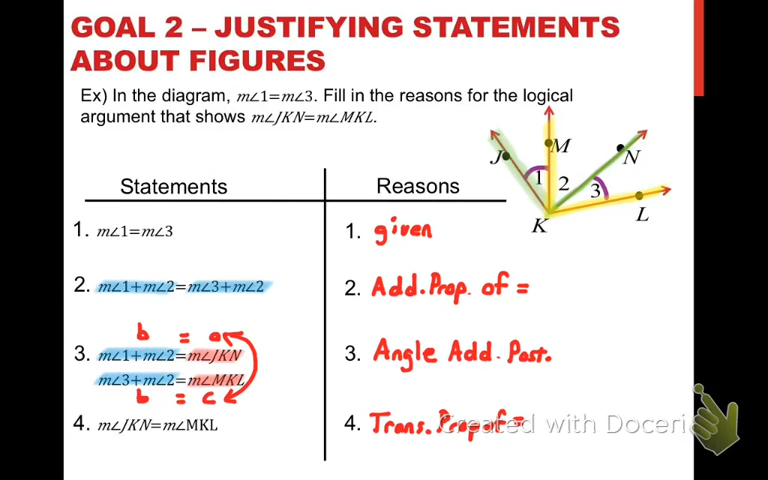 GOAL 2 – JUSTIFYING STATEMENTS
ABOUT FIGURES
Ex) In the diagram, m∠1=m∠3. Fill in the reasons for the logical
argument that shows m∠JKN=m∠MKL.
J
M
N
1
2
3
K
L
Statements
Reasons
1. m∠1=m∠3
1. given
2. m∠1+m∠2=m∠3+m∠2
2. Add. Prop. of =
b = a
3. m∠1+m∠2=m∠JKN
3. Angle Add. Post.
m∠3+m∠2=m∠MKL
b = c
4. m∠JKN=m∠MKL
4. Trans. Prop of =
Created with Doceri